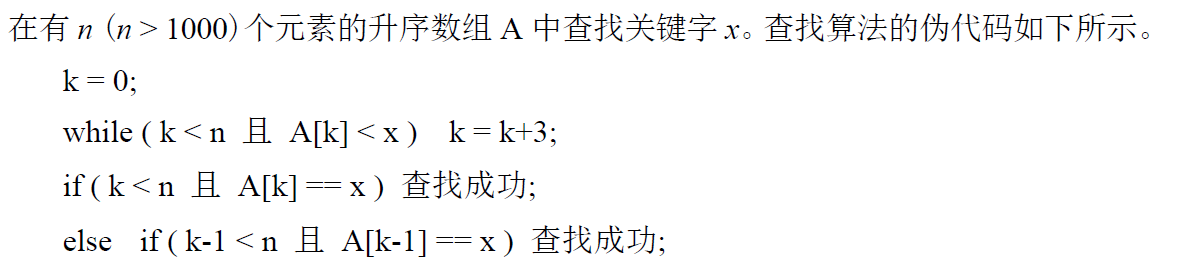 在有 n (n > 1000) 个元素的升序数组 A 中查找关键字 x。查找算法的伪代码如下所示。
k = 0;
while ( k < n 且 A[k] < x ) k = k+3;
if ( k < n 且 A[k] == x ) 查找成功;
else if ( k-1 < n 且 A[k-1] == x ) 查找成功;